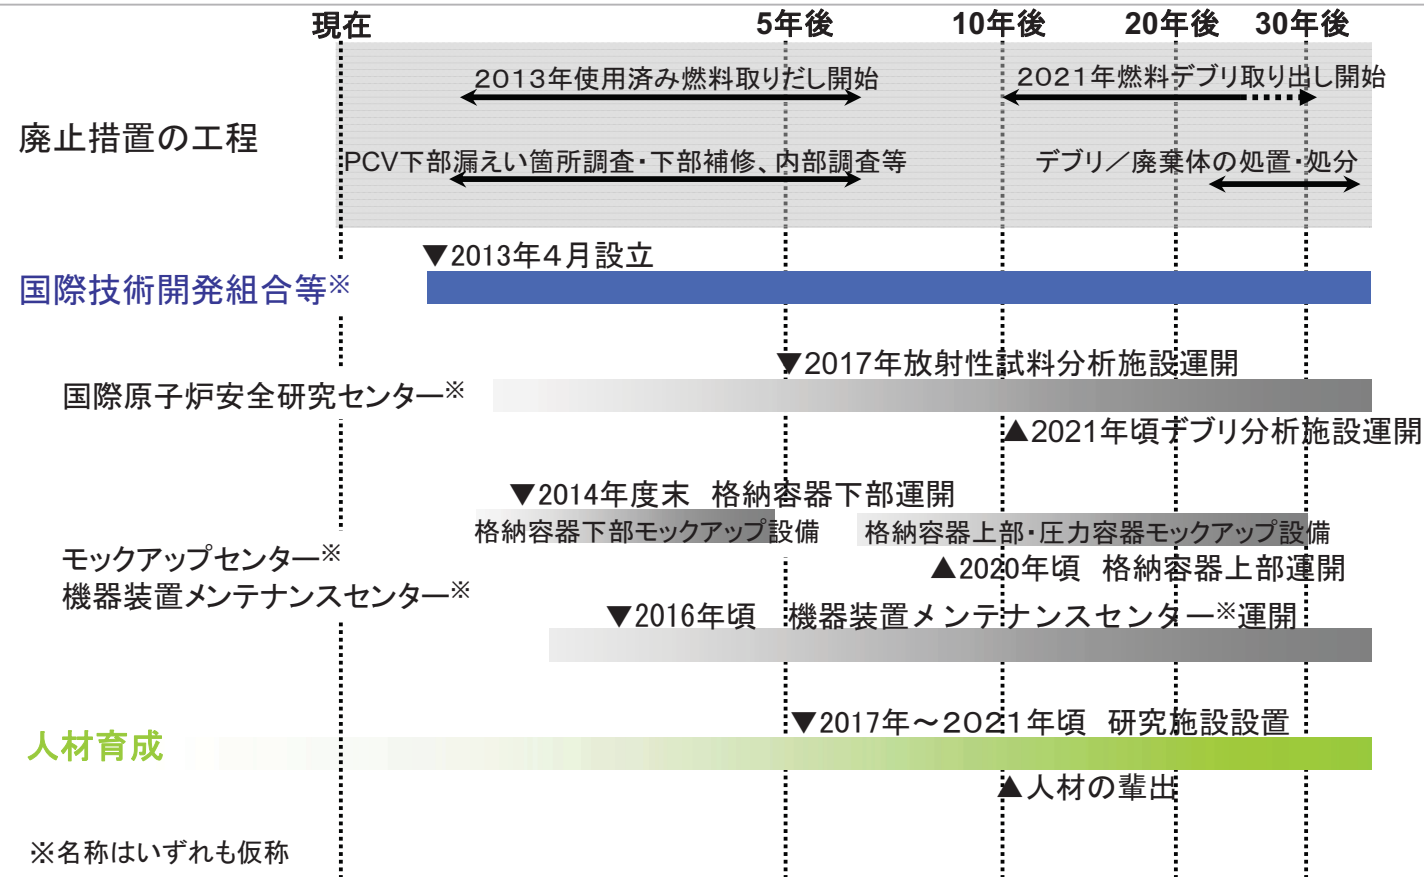 現在 5年後 10年後 20年後 30年後
2013年使用済み燃料取りだし開始
2021年燃料デブリ取り出し開始
廃止措置の工程
PCV下部漏えい箇所調査・下部補修、内部調査等
デブリ／廃棄体の処置・処分
▼2013年４月設立
国際技術開発組合等※
▼2017年放射性試料分析施設運開
国際原子炉安全研究センター※
▲2021年頃デブリ分析施設運開
▼2014年度末 格納容器下部運開
格納容器下部モックアップ設備
格納容器上部・圧力容器モックアップ設備
モックアップセンター※
▲2020年頃 格納容器上部運開
機器装置メンテナンスセンター※
▼2016年頃 機器装置メンテナンスセンター※運開
▼2017年～2021年頃 研究施設設置
人材育成
▲人材の輩出
※名称はいずれも仮称